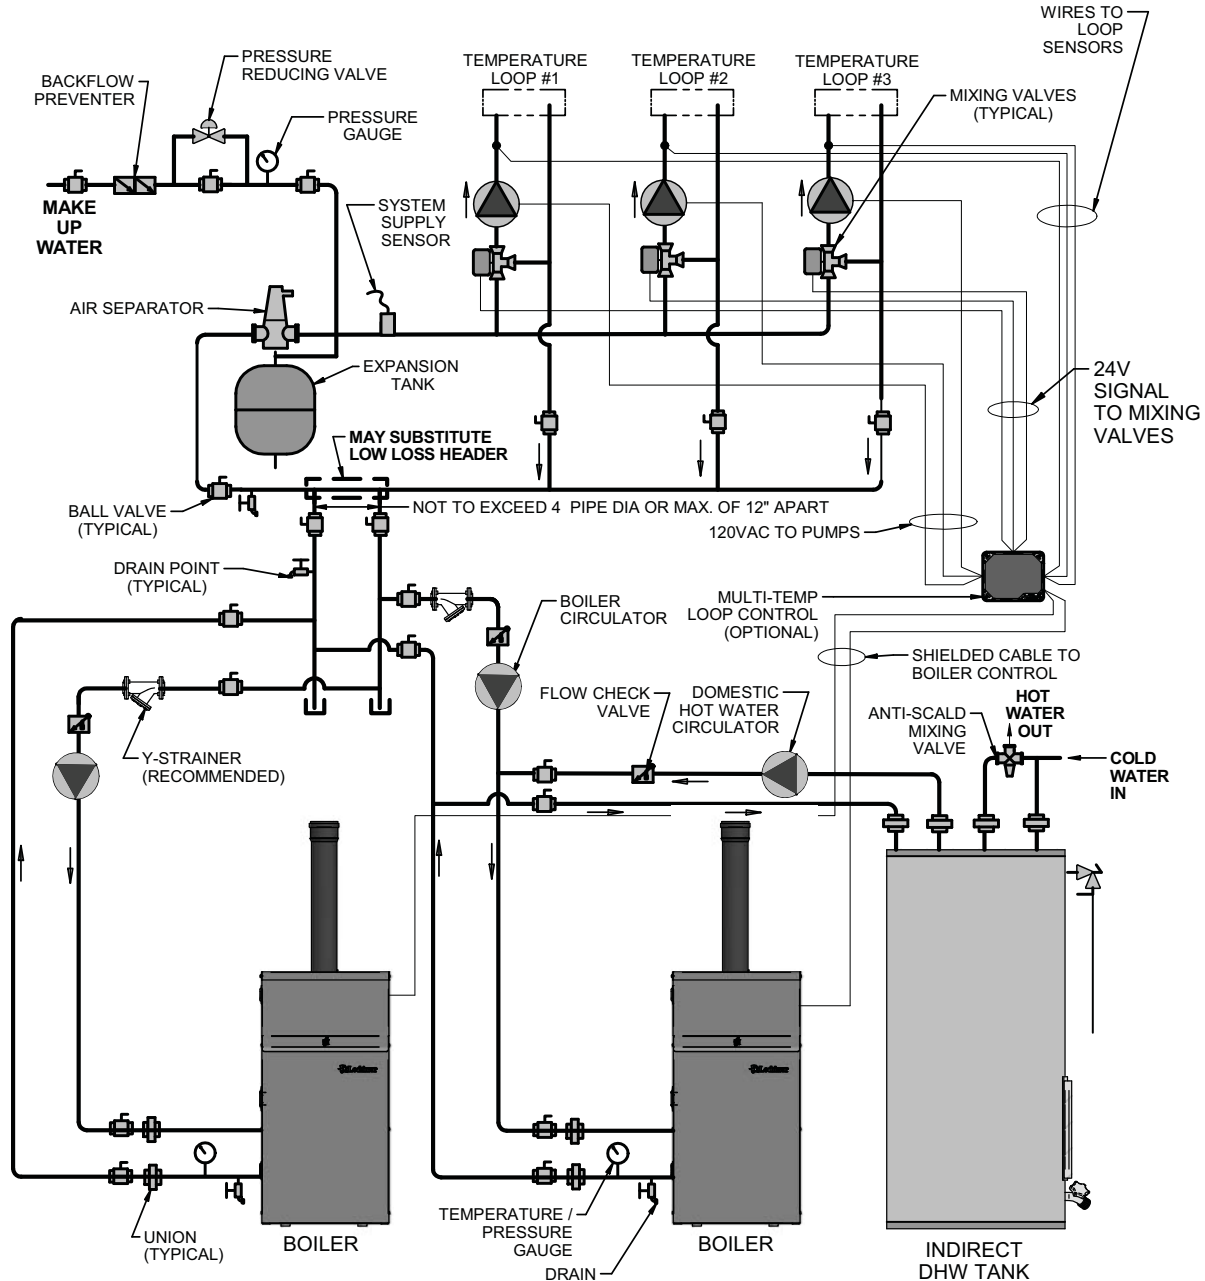 WIRES TO
LOOP
SENSORS
PRESSURE
REDUCING VALVE
BACKFLOW
PREVENTER
PRESSURE
GAUGE
TEMPERATURE
LOOP #1
TEMPERATURE
LOOP #2
TEMPERATURE
LOOP #3
MIXING VALVES
(TYPICAL)
MAKE
UP
WATER
SYSTEM
SUPPLY
SENSOR
AIR SEPARATOR
EXPANSION
TANK
24V
SIGNAL
TO MIXING
VALVES
MAY SUBSTITUTE
LOW LOSS HEADER
BALL VALVE
(TYPICAL)
NOT TO EXCEED 4 PIPE DIA OR MAX. OF 12" APART
120VAC TO PUMPS
DRAIN POINT
(TYPICAL)
BOILER
CIRCULATOR
MULTI-TEMP
LOOP CONTROL
(OPTIONAL)
SHIELDED CABLE TO
BOILER CONTROL
FLOW CHECK
VALVE
DOMESTIC
HOT WATER
CIRCULATOR
ANTI-SCALD
MIXING
VALVE
HOT
WATER
OUT
COLD
WATER
IN
Y-STRAINER
(RECOMMENDED)
Lochinvar
Lochinvar
UNION
(TYPICAL)
BOILER
TEMPERATURE /
PRESSURE
GAUGE
DRAIN
BOILER
INDIRECT
DHW TANK